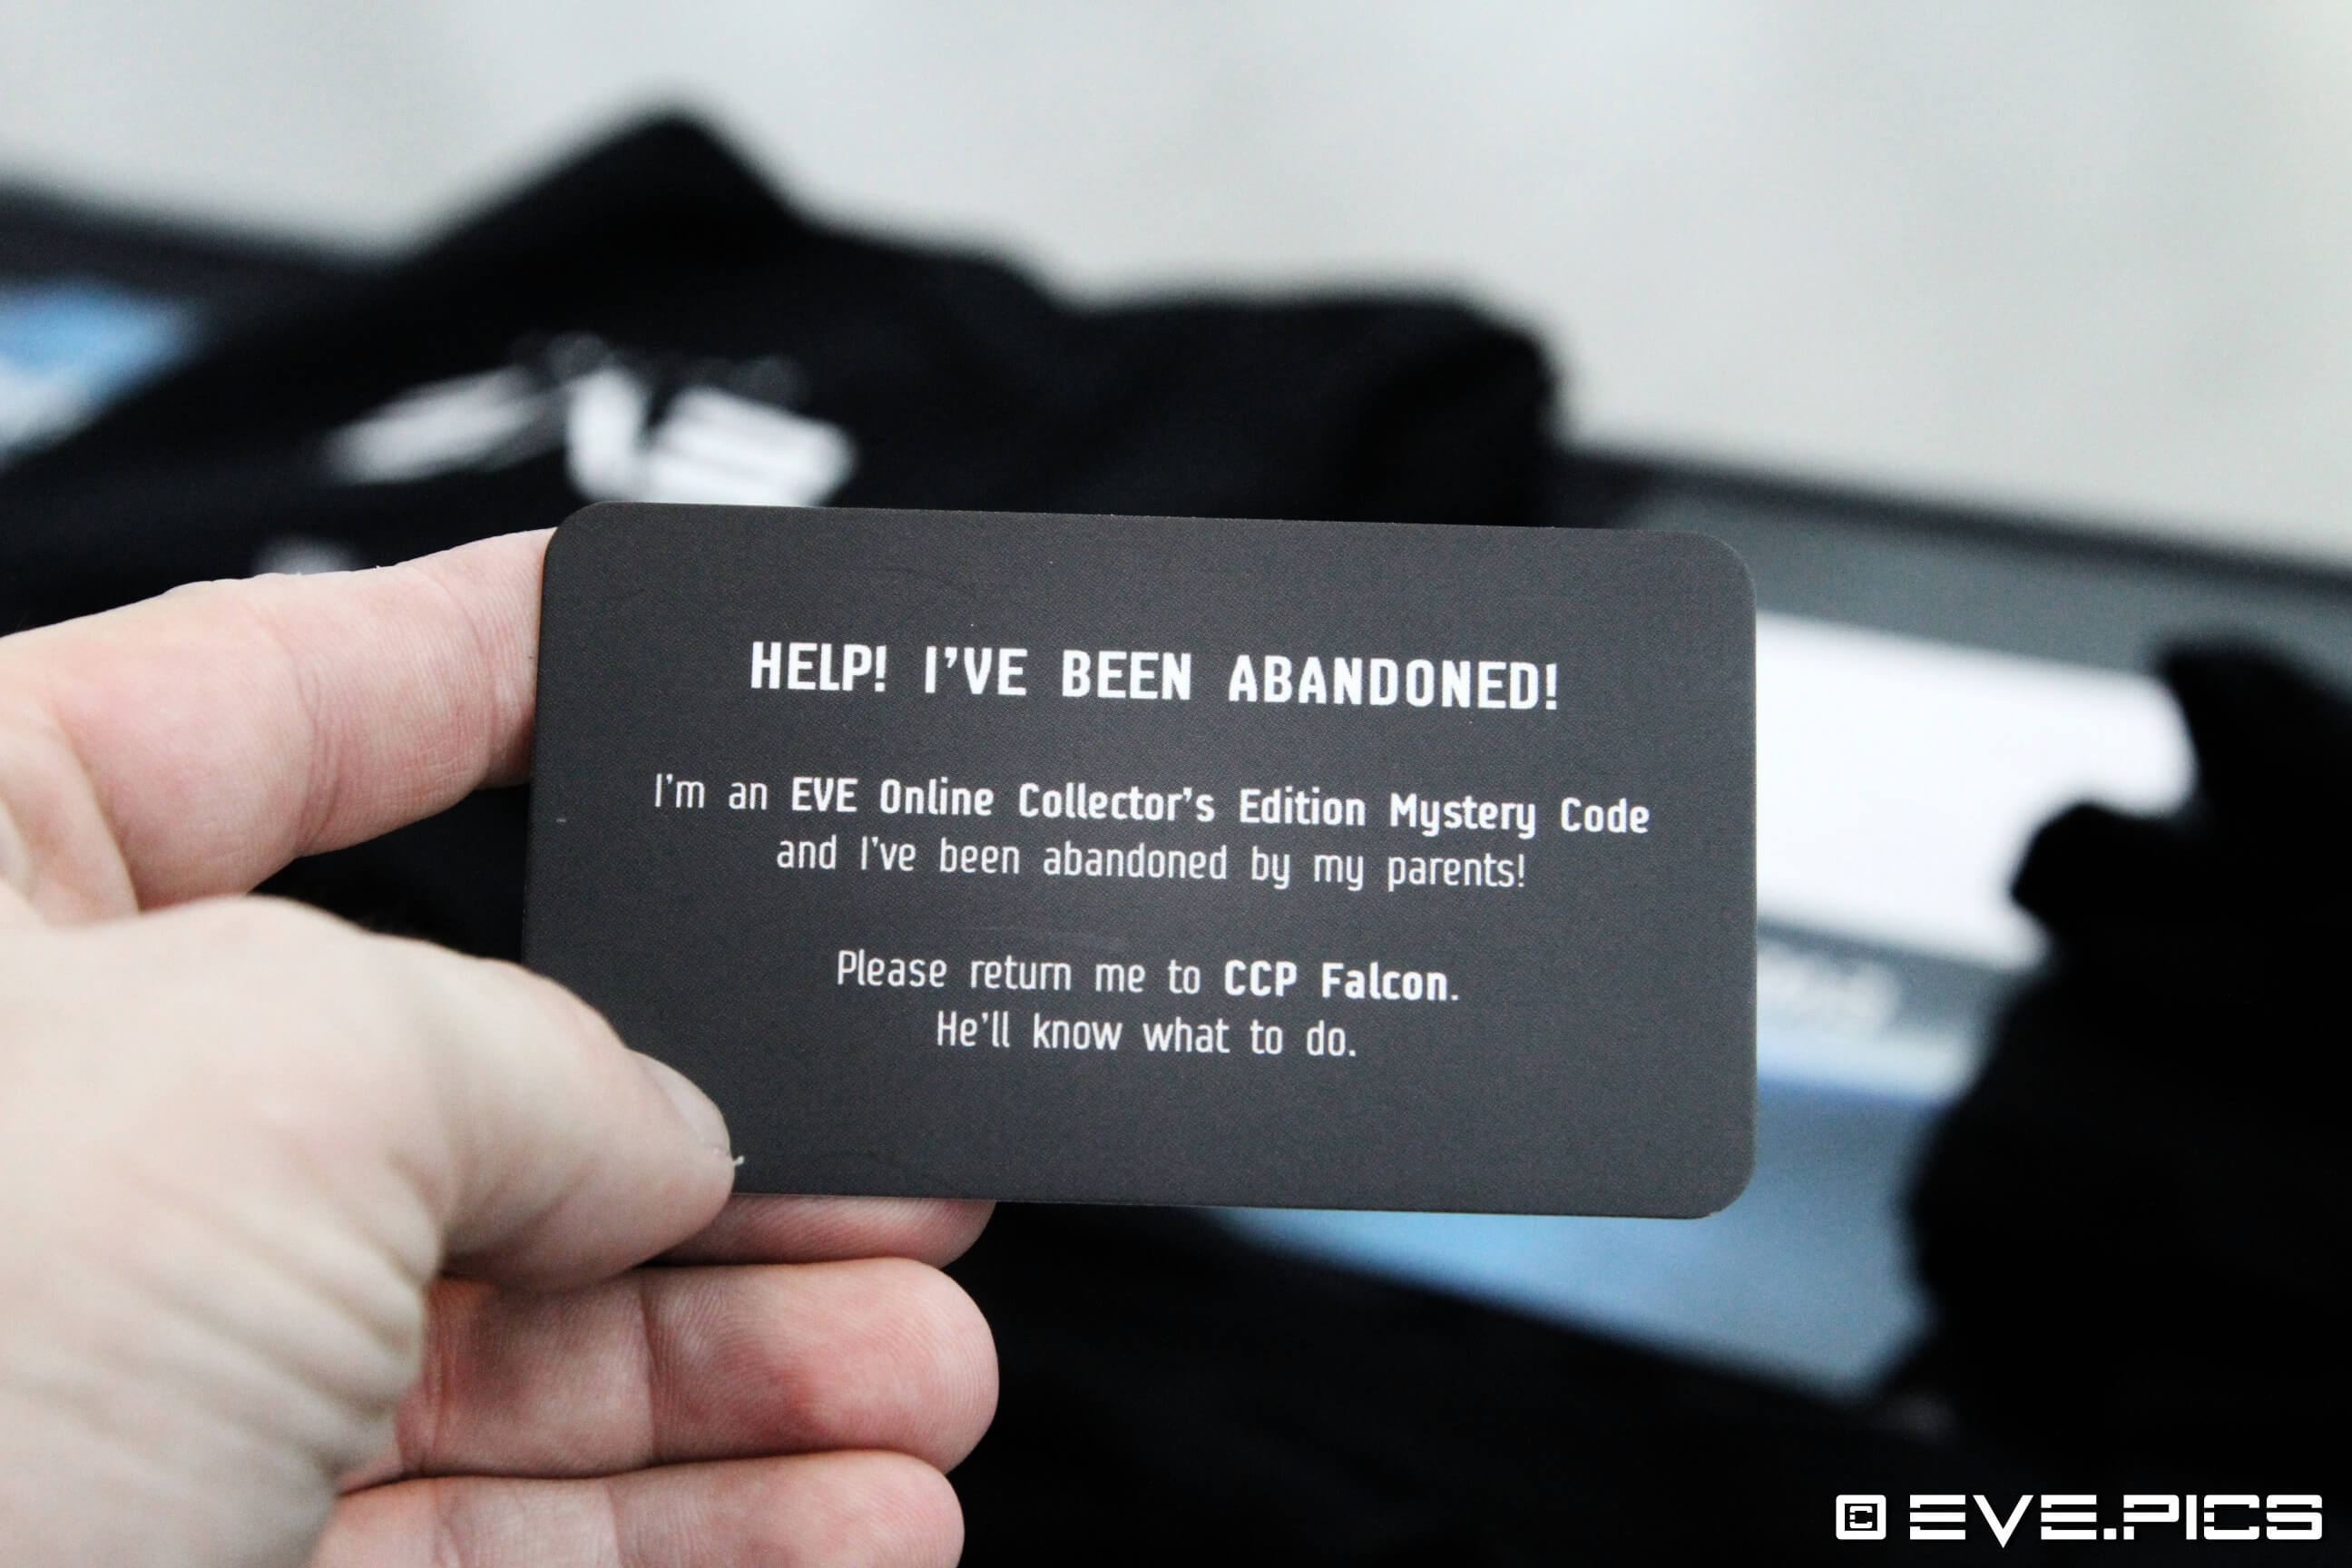 HELP! I'VE BEEN ABANDONED!
I'm an EVE Online Collector's Edition Mystery Code
and I've been abandoned by my parents!
Please return me to CCP Falcon.
He'll know what to do.
© EVE.PICS